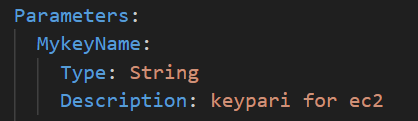 Parameters:
MykeyName:
Type: String
Description: keypari for ec2